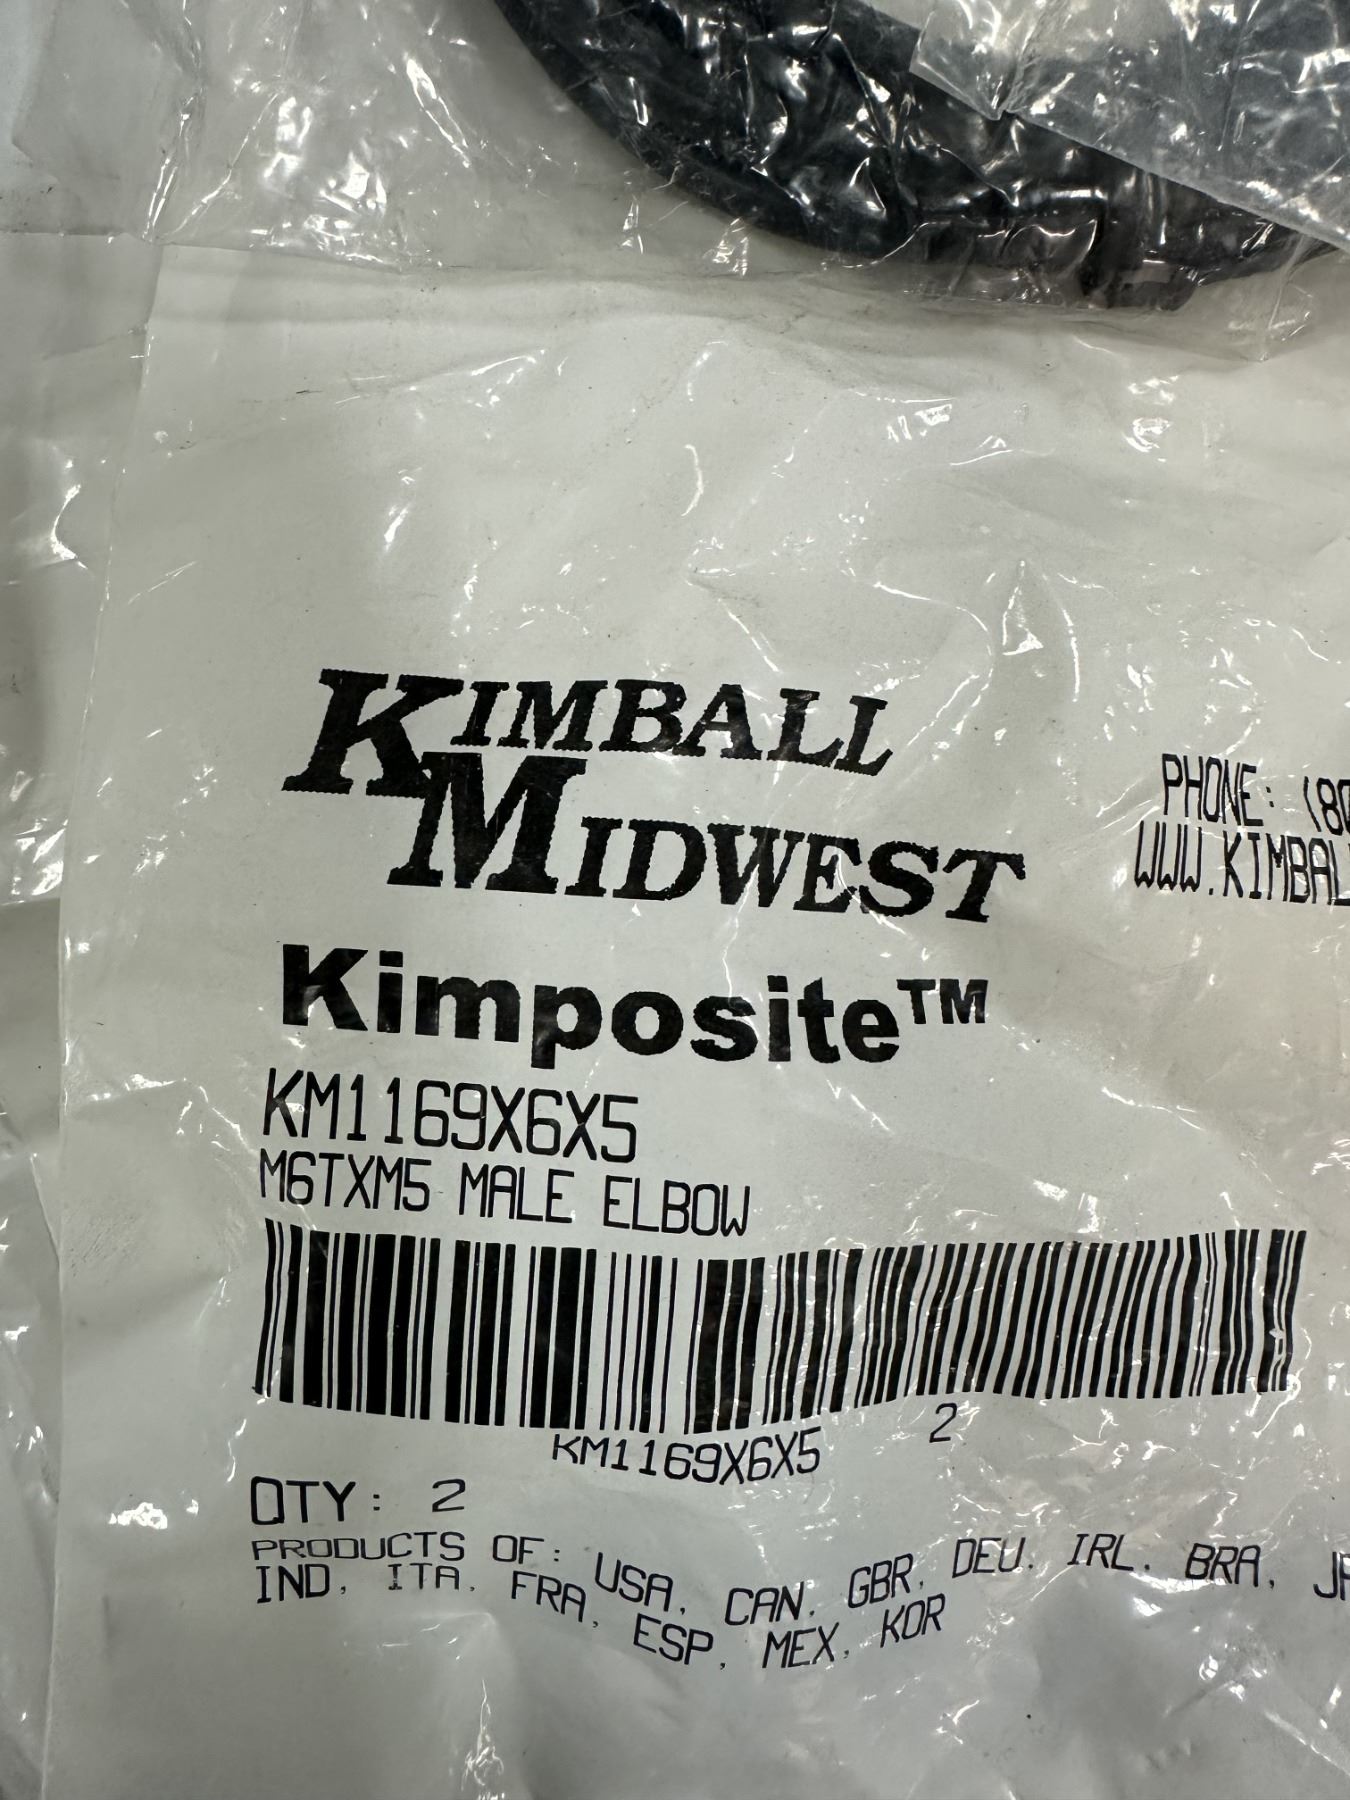 KIMBALL
MIDWEST
PHONE: (80
WWW.KIMBAL
Kimposite™
KM1169X6X5
M6TXM5 MALE ELBOW
KM1169X6X5 2
QTY: 2
PRODUCTS OF: USA, CAN, GBR, DEU, IRL, BRA, JP
IND, ITA, FRA, ESP, MEX, KOR